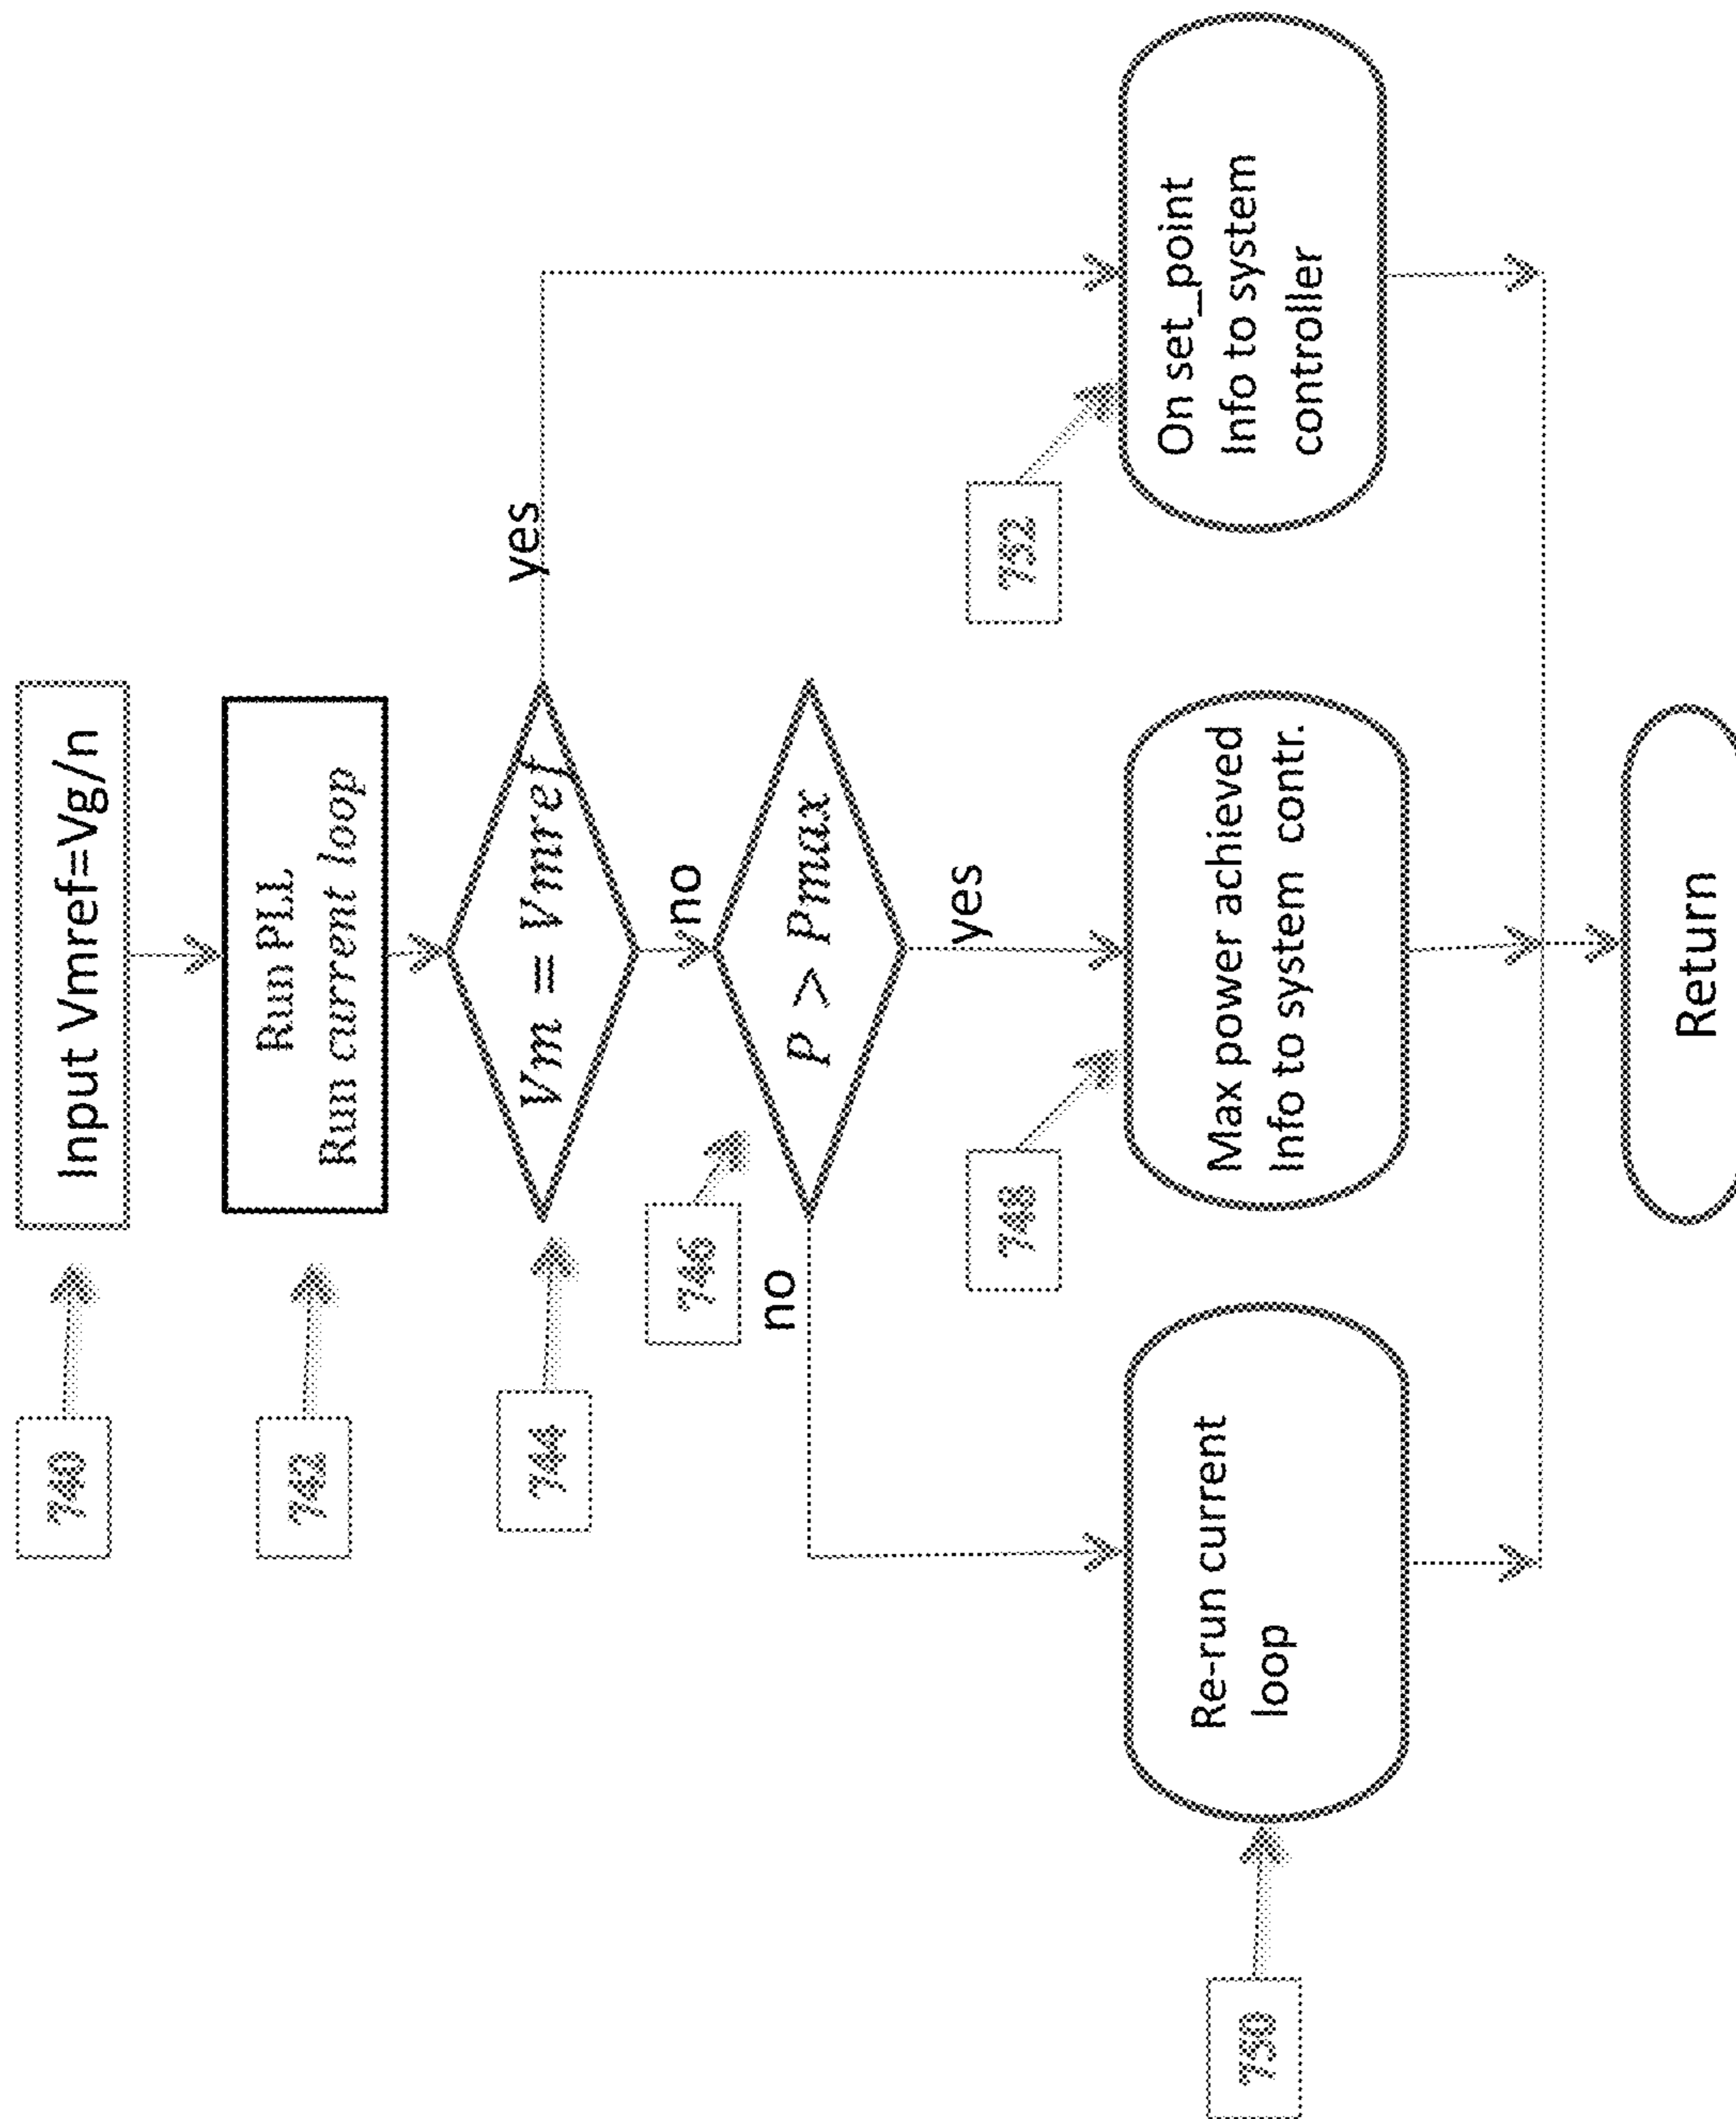 740
Input Vmref=Vg/n
742
Run PLL
Run current loop
744
Vm = Vmref
yes
no
746
P > Pmax
no
yes
750
Re-run current
loop
748
Max power achieved
Info to system contr.
752
On set_point
Info to system
controller
Return